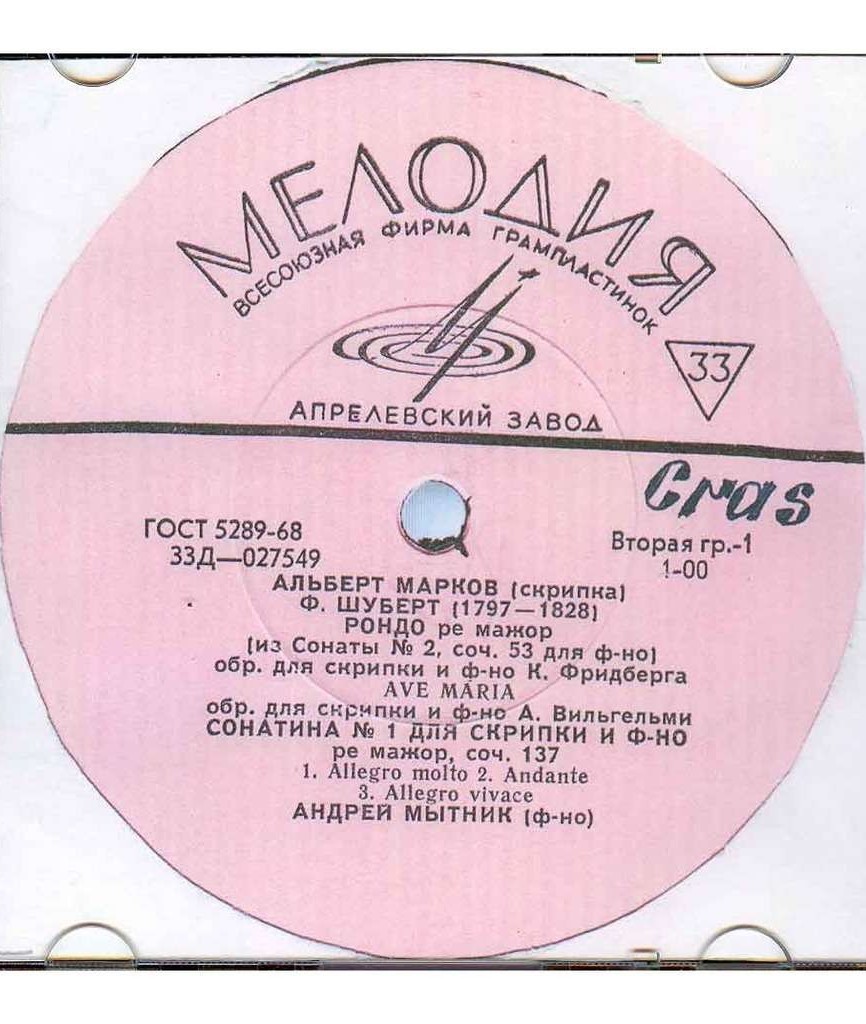 МЕЛОДИЯ
ВСЕСОЮЗНАЯ ФИРМА ГРАМПЛАСТИНОК
33
АПРЕЛЕВСКИЙ ЗАВОД
Cras
ГОСТ 5289-68
Вторая гр.-1
33Д—027549
1-00
АЛЬБЕРТ МАРКОВ (скрипка)
Ф. ШУБЕРТ (1797—1828)
РОНДО ре мажор
(из Сонаты № 2, соч. 53 для ф-но)
обр. для скрипки и ф-но К. Фридберга
AVE MARIA
обр. для скрипки и ф-но А. Вильгельми
СОНАТИНА № 1 ДЛЯ СКРИПКИ И Ф-НО
ре мажор, соч. 137
1. Allegro molto 2. Andante
3. Allegro vivace
АНДРЕЙ МЫТНИК (ф-но)